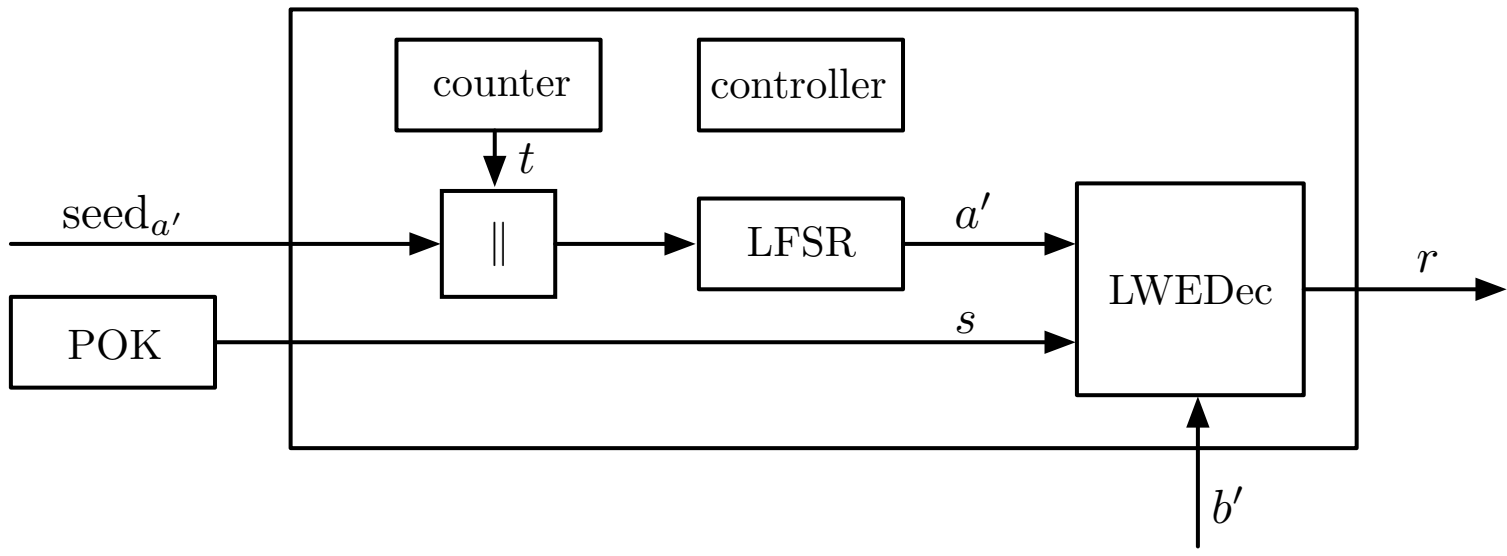 counter
controller
t
seed_{a′}
∥
LFSR
a′
LWEDec
r
POK
s
b′